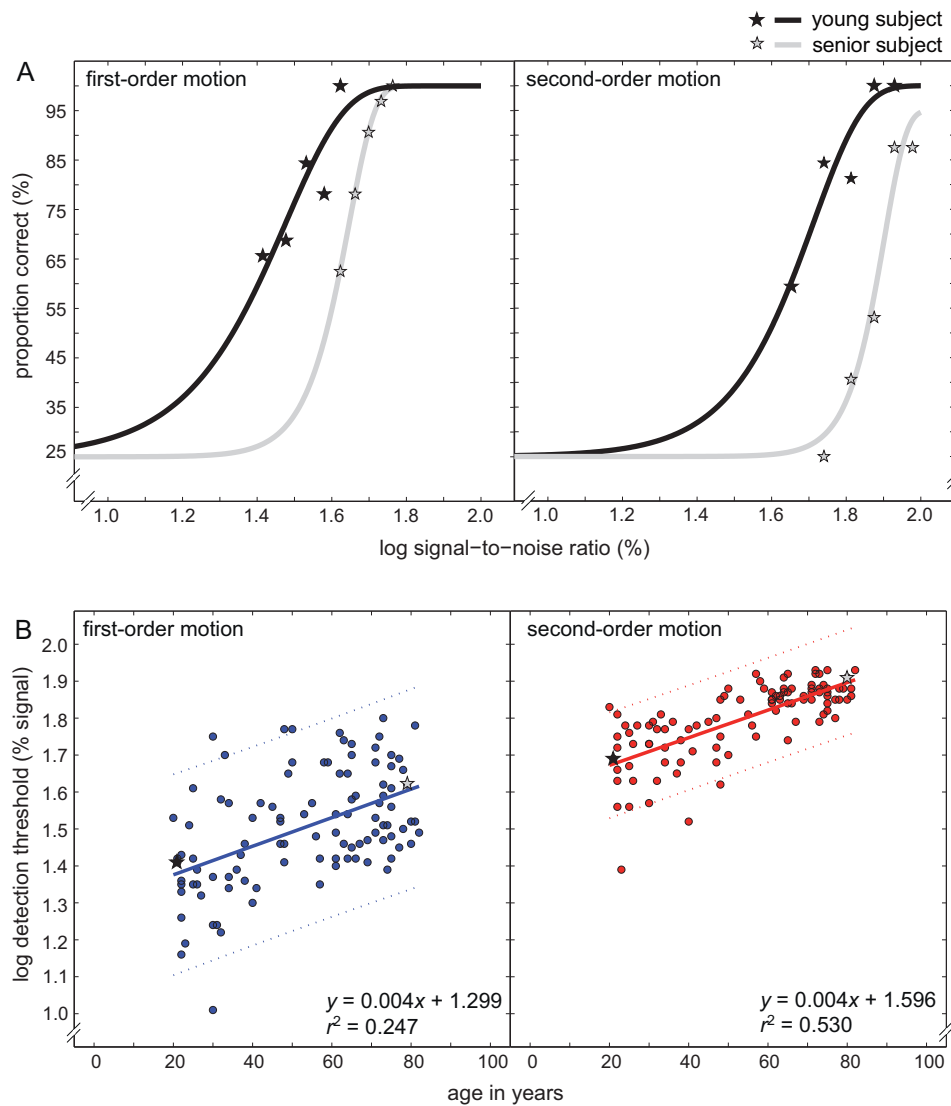 young subject
senior subject
A
first-order motion
second-order motion
95
85
75
65
55
45
35
25
proportion correct (%)
1.0 1.2 1.4 1.6 1.8 2.0
1.0 1.2 1.4 1.6 1.8 2.0
log signal−to−noise ratio (%)
B
first-order motion
second-order motion
2.0
1.9
1.8
1.7
1.6
1.5
1.4
1.3
1.2
1.1
1.0
log detection threshold (% signal)
y = 0.004x + 1.299
r² = 0.247
y = 0.004x + 1.596
r² = 0.530
0 20 40 60 80 100
0 20 40 60 80 100
age in years